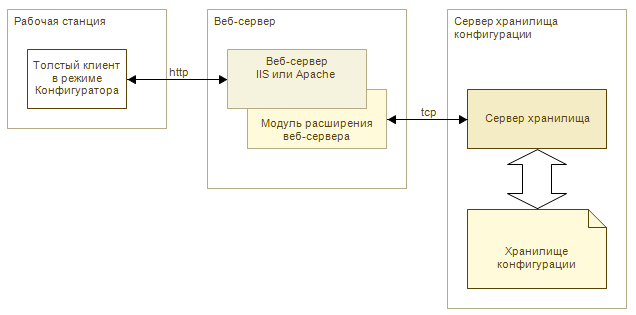 Рабочая станция
Толстый клиент
в режиме
Конфигуратора
http
Веб-сервер
Веб-сервер
IIS или Apache
Модуль расширения
веб-сервера
tcp
Сервер хранилища
конфигурации
Сервер хранилища
Хранилище
конфигурации